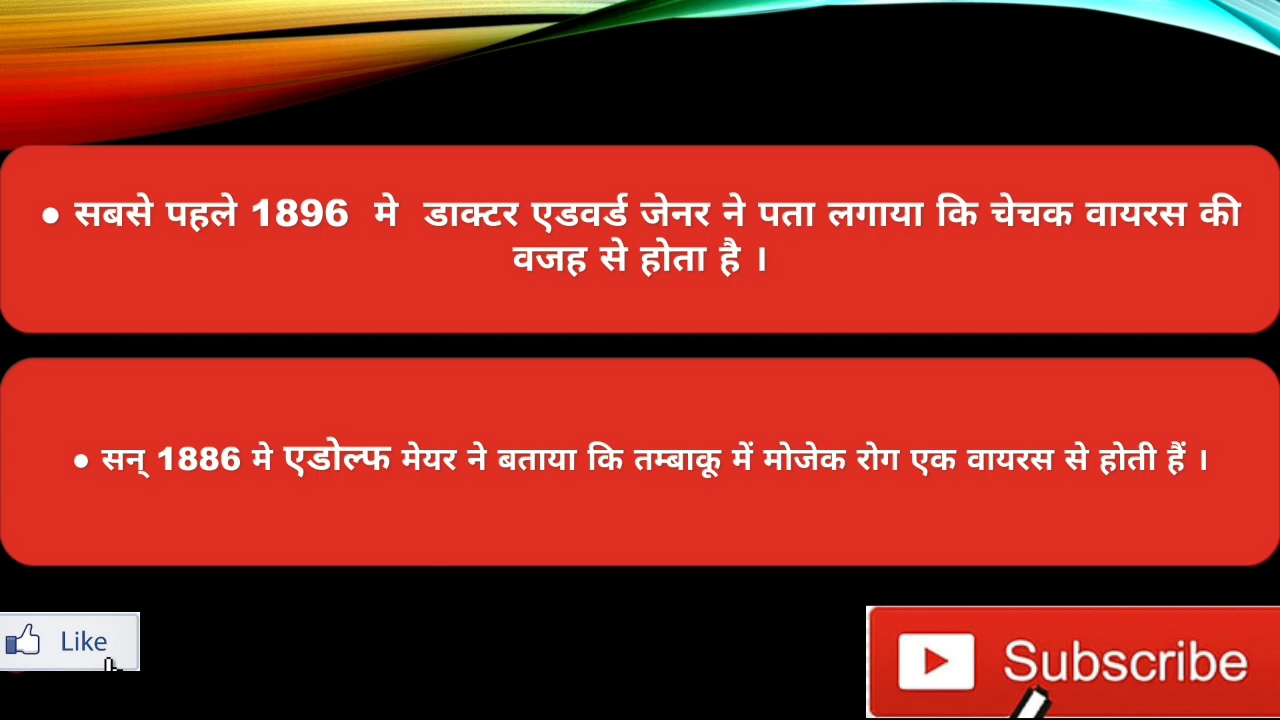 • सबसे पहले 1896 मे डाक्टर एडवर्ड जेनर ने पता लगाया कि चेचक वायरस की
वजह से होता है ।
• सन् 1886 मे एडोल्फ मेयर ने बताया कि तम्बाकू में मोजेक रोग एक वायरस से होती हैं ।
Like
Subscribe